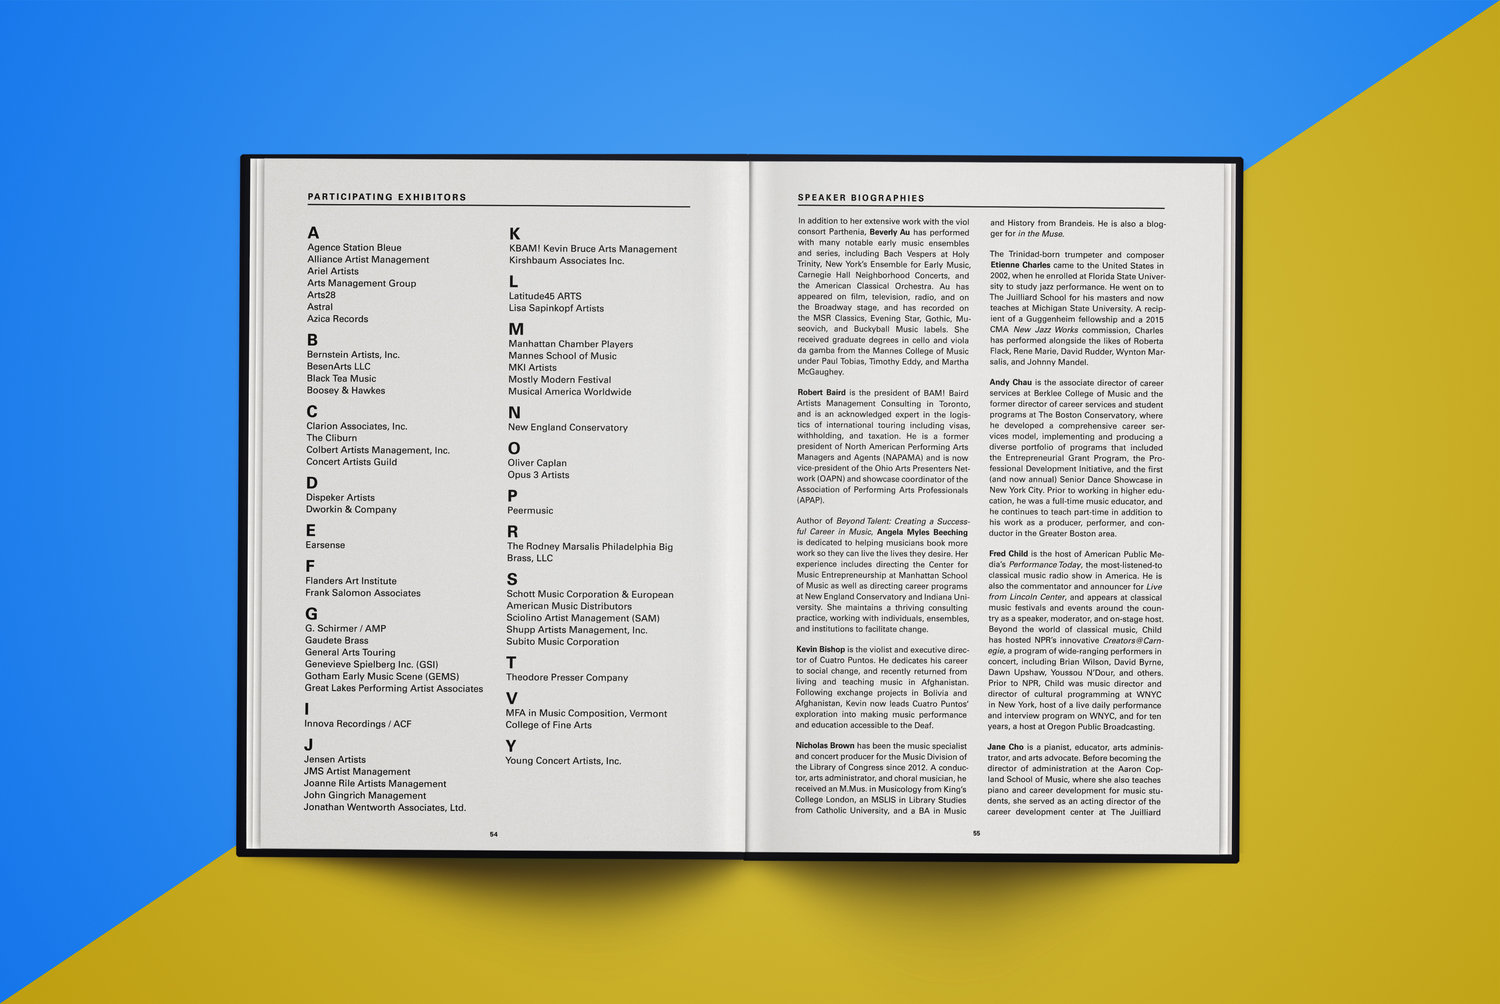 PARTICIPATING EXHIBITORS
A
Agence Station Bleue
Alliance Artist Management
Ariel Artists
Arts Management Group
Arts28
Astral
Azica Records
B
Bernstein Artists, Inc.
BesenArts LLC
Black Tea Music
Boosey & Hawkes
C
Clarion Associates, Inc.
The Cliburn
Colbert Artists Management, Inc.
Concert Artists Guild
D
Dispeker Artists
Dworkin & Company
E
Earsense
F
Flanders Art Institute
Frank Salomon Associates
G
G. Schirmer / AMP
Gaudete Brass
General Arts Touring
Genevieve Spielberg Inc. (GSI)
Gotham Early Music Scene (GEMS)
Great Lakes Performing Artist Associates
I
Innova Recordings / ACF
J
Jensen Artists
JMS Artist Management
Joanne Rile Artists Management
John Gingrich Management
Jonathan Wentworth Associates, Ltd.
K
KBAM! Kevin Bruce Arts Management
Kirshbaum Associates Inc.
L
Latitude45 ARTS
Lisa Sapinkopf Artists
M
Manhattan Chamber Players
Mannes School of Music
MKI Artists
Mostly Modern Festival
Musical America Worldwide
N
New England Conservatory
O
Oliver Caplan
Opus 3 Artists
P
Peermusic
R
The Rodney Marsalis Philadelphia Big
Brass, LLC
S
Schott Music Corporation & European
American Music Distributors
Sciolino Artist Management (SAM)
Shupp Artists Management, Inc.
Subito Music Corporation
T
Theodore Presser Company
V
MFA in Music Composition, Vermont
College of Fine Arts
Y
Young Concert Artists, Inc.
54
SPEAKER BIOGRAPHIES
In addition to her extensive work with the viol
consort Parthenia, Beverly Au has performed
with many notable early music ensembles
and series, including Bach Vespers at Holy
Trinity, New York's Ensemble for Early Music,
Carnegie Hall Neighborhood Concerts, and
the American Classical Orchestra. Au has
appeared on film, television, radio, and on
the Broadway stage, and has recorded on
the MSR Classics, Evening Star, Gothic, Mu-
seovich, and Buckyball Music labels. She
received graduate degrees in cello and viola
da gamba from the Mannes College of Music
under Paul Tobias, Timothy Eddy, and Martha
McGaughey.
Robert Baird is the president of BAM! Baird
Artists Management Consulting in Toronto,
and is an acknowledged expert in the logis-
tics of international touring including visas,
withholding, and taxation. He is a former
president of North American Performing Arts
Managers and Agents (NAPAMA) and is now
vice-president of the Ohio Arts Presenters Net-
work (OAPN) and showcase coordinator of the
Association of Performing Arts Professionals
(APAP).
Author of Beyond Talent: Creating a Success-
ful Career in Music, Angela Myles Beeching
is dedicated to helping musicians book more
work so they can live the lives they desire. Her
experience includes directing the Center for
Music Entrepreneurship at Manhattan School
of Music as well as directing career programs
at New England Conservatory and Indiana Uni-
versity. She maintains a thriving consulting
practice, working with individuals, ensembles,
and institutions to facilitate change.
Kevin Bishop is the violist and executive direc-
tor of Cuatro Puntos. He dedicates his career
to social change, and recently returned from
living and teaching music in Afghanistan.
Following exchange projects in Bolivia and
Afghanistan, Kevin now leads Cuatro Puntos'
exploration into making music performance
and education accessible to the Deaf.
Nicholas Brown has been the music specialist
and concert producer for the Music Division of
the Library of Congress since 2012. A conduc-
tor, arts administrator, and choral musician, he
received an M.Mus. in Musicology from King's
College London, an MSLIS in Library Studies
from Catholic University, and a BA in Music
and History from Brandeis. He is also a blog-
ger for in the Muse.
The Trinidad-born trumpeter and composer
Etienne Charles came to the United States in
2002, when he enrolled at Florida State Univer-
sity to study jazz performance. He went on to
The Juilliard School for his masters and now
teaches at Michigan State University. A recip-
ient of a Guggenheim fellowship and a 2015
CMA New Jazz Works commission, Charles
has performed alongside the likes of Roberta
Flack, Rene Marie, David Rudder, Wynton Mar-
salis, and Johnny Mandel.
Andy Chau is the associate director of career
services at Berklee College of Music and the
former director of career services and student
programs at The Boston Conservatory, where
he developed a comprehensive career ser-
vices model, implementing and producing a
diverse portfolio of programs that included
the Entrepreneurial Grant Program, the Pro-
fessional Development Initiative, and the first
(and now annual) Senior Dance Showcase in
New York City. Prior to working in higher edu-
cation, he was a full-time music educator, and
he continues to teach part-time in addition to
his work as a producer, performer, and con-
ductor in the Greater Boston area.
Fred Child is the host of American Public Me-
dia's Performance Today, the most-listened-to
classical music radio show in America. He is
also the commentator and announcer for Live
from Lincoln Center, and appears at classical
music festivals and events around the coun-
try as a speaker, moderator, and on-stage host.
Beyond the world of classical music, Child
has hosted NPR's innovative Creators@Carn-
egie, a program of wide-ranging performers in
concert, including Brian Wilson, David Byrne,
Dawn Upshaw, Youssou N'Dour, and others.
Prior to NPR, Child was music director and
director of cultural programming at WNYC
in New York, host of a live daily performance
and interview program on WNYC, and for ten
years, a host at Oregon Public Broadcasting.
Jane Cho is a pianist, educator, arts adminis-
trator, and arts advocate. Before becoming the
director of administration at the Aaron Cop-
land School of Music, where she also teaches
piano and career development for music stu-
dents, she served as an acting director of the
career development center at The Juilliard
55